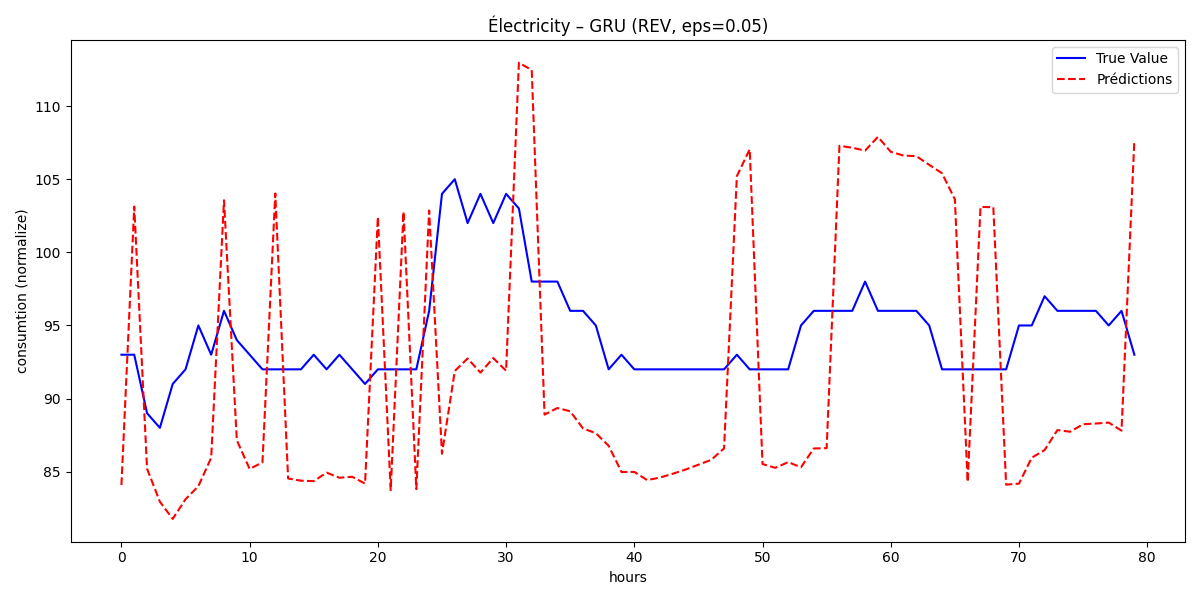 Électricity – GRU (REV, eps=0.05)
True Value
Prédictions
consumtion (normalize)
110
105
100
95
90
85
0 10 20 30 40 50 60 70 80
hours